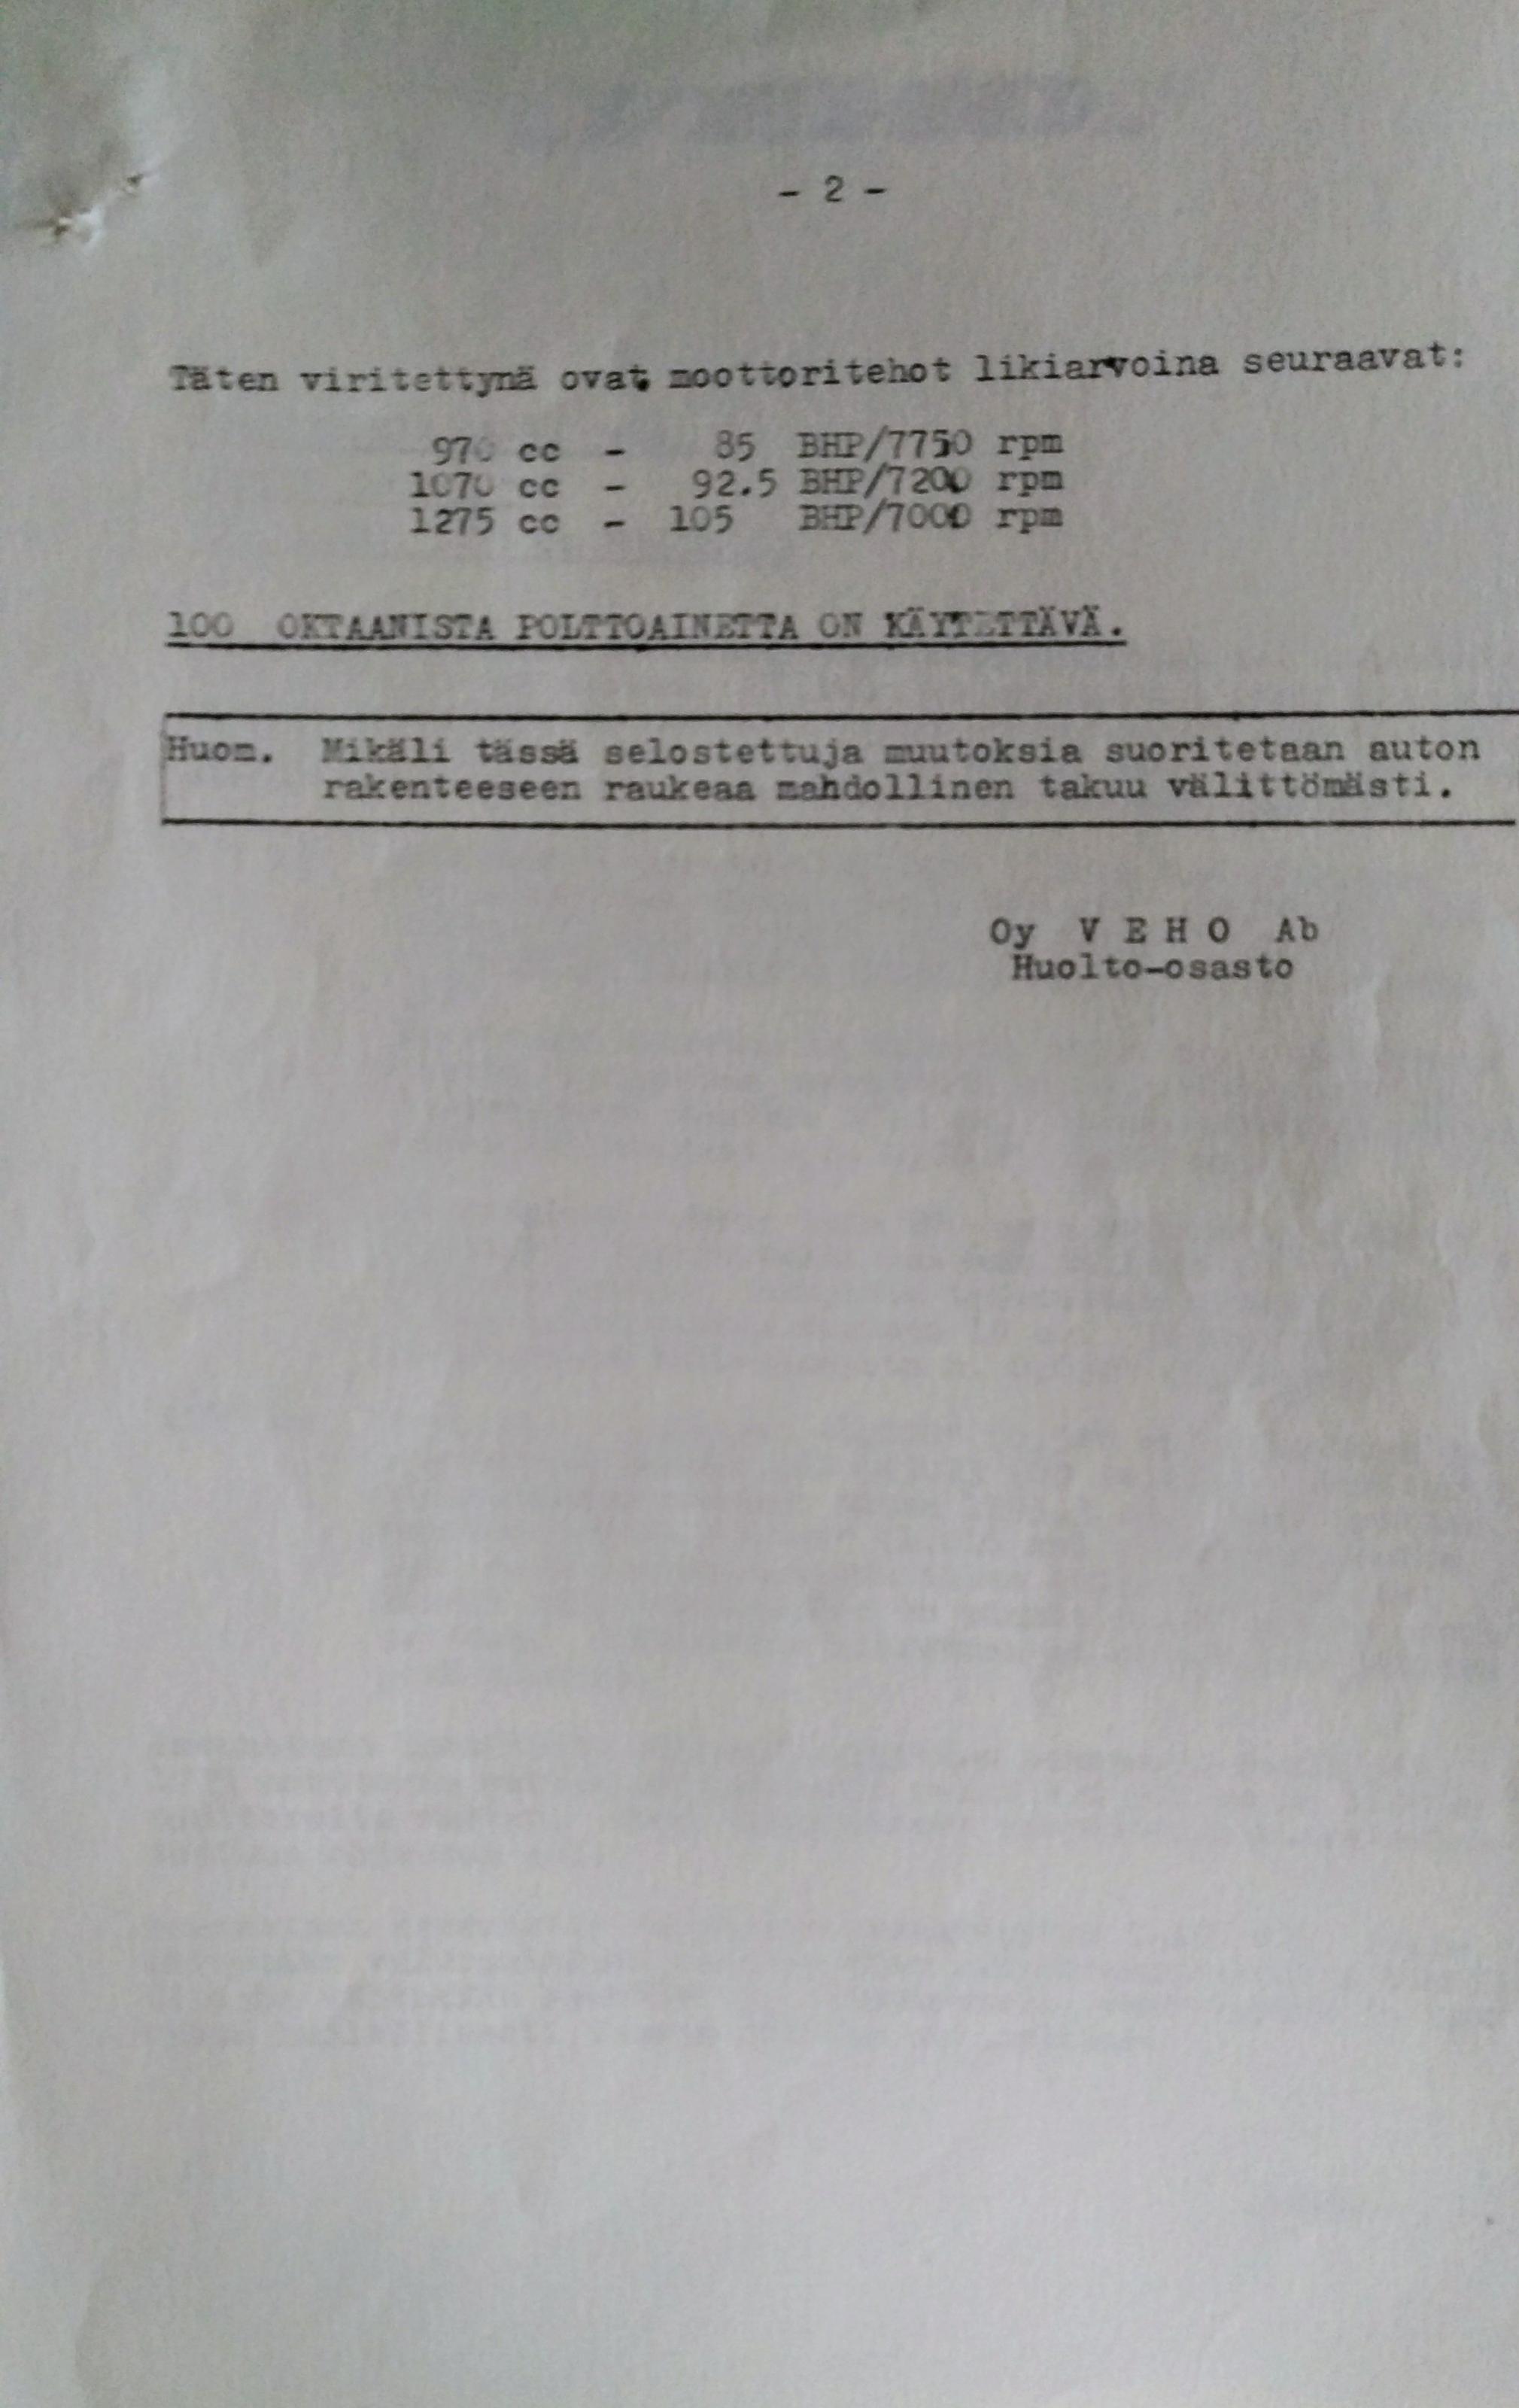 - 2 -
Täten viritettynä ovat moottoritehot likiarvoina seuraavat:
970 cc - 85 BHP/7750 rpm
1070 cc - 92.5 BHP/7200 rpm
1275 cc - 105 BHP/7000 rpm
100 OKTAANISTA POLTTOAINETTA ON KÄYTETTÄVÄ.
Huom. Mikäli tässä selostettuja muutoksia suoritetaan auton
rakenteeseen raukeaa mahdollinen takuu välittömästi.
Oy V E H O Ab
Huolto-osasto